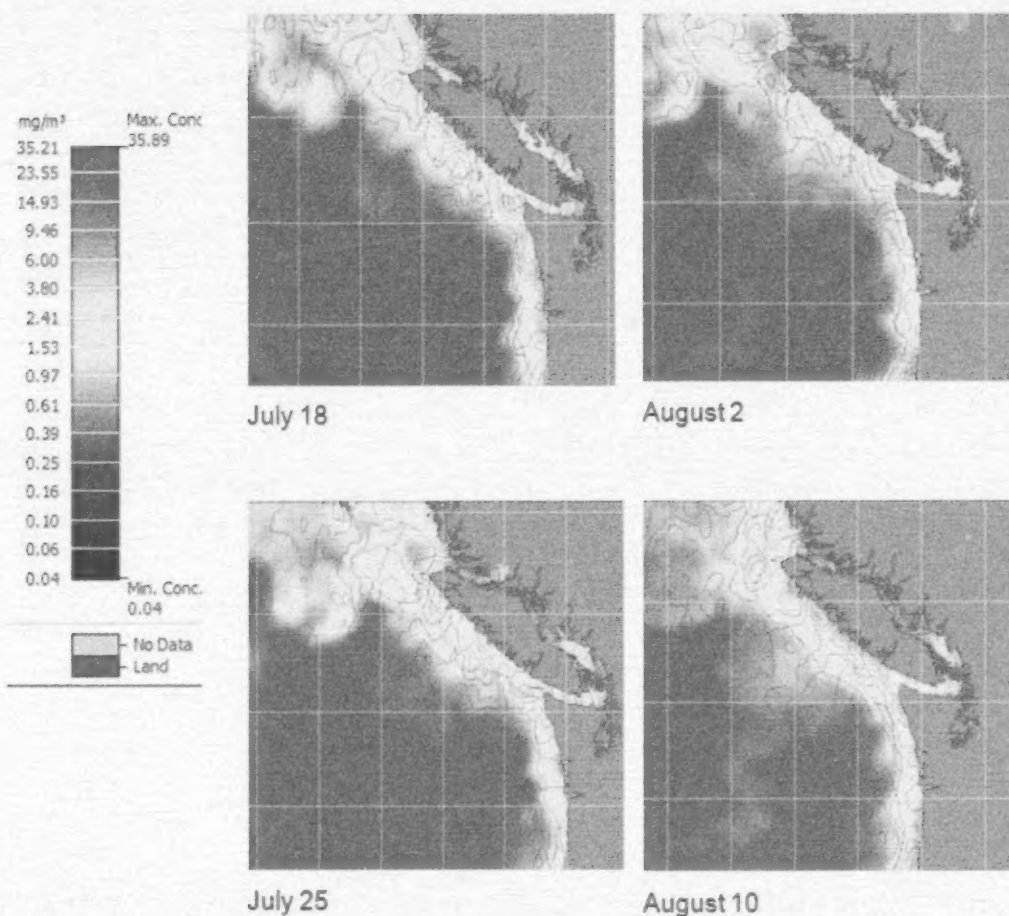 mg/m³
Max. Conc
35.89
35.21
23.55
14.93
9.46
6.00
3.80
2.41
1.53
0.97
0.61
0.39
0.25
0.16
0.10
0.06
0.04
Min. Conc.
0.04
No Data
Land
July 18
August 2
July 25
August 10